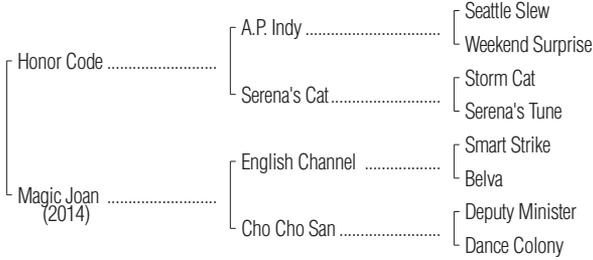 Seattle Slew
A.P. Indy ..........................
Weekend Surprise
Honor Code .....................
Storm Cat
Serena's Cat.....................
Serena's Tune
Smart Strike
English Channel ...............
Belva
Magic Joan .....................
(2014)
Deputy Minister
Cho Cho San ...................
Dance Colony